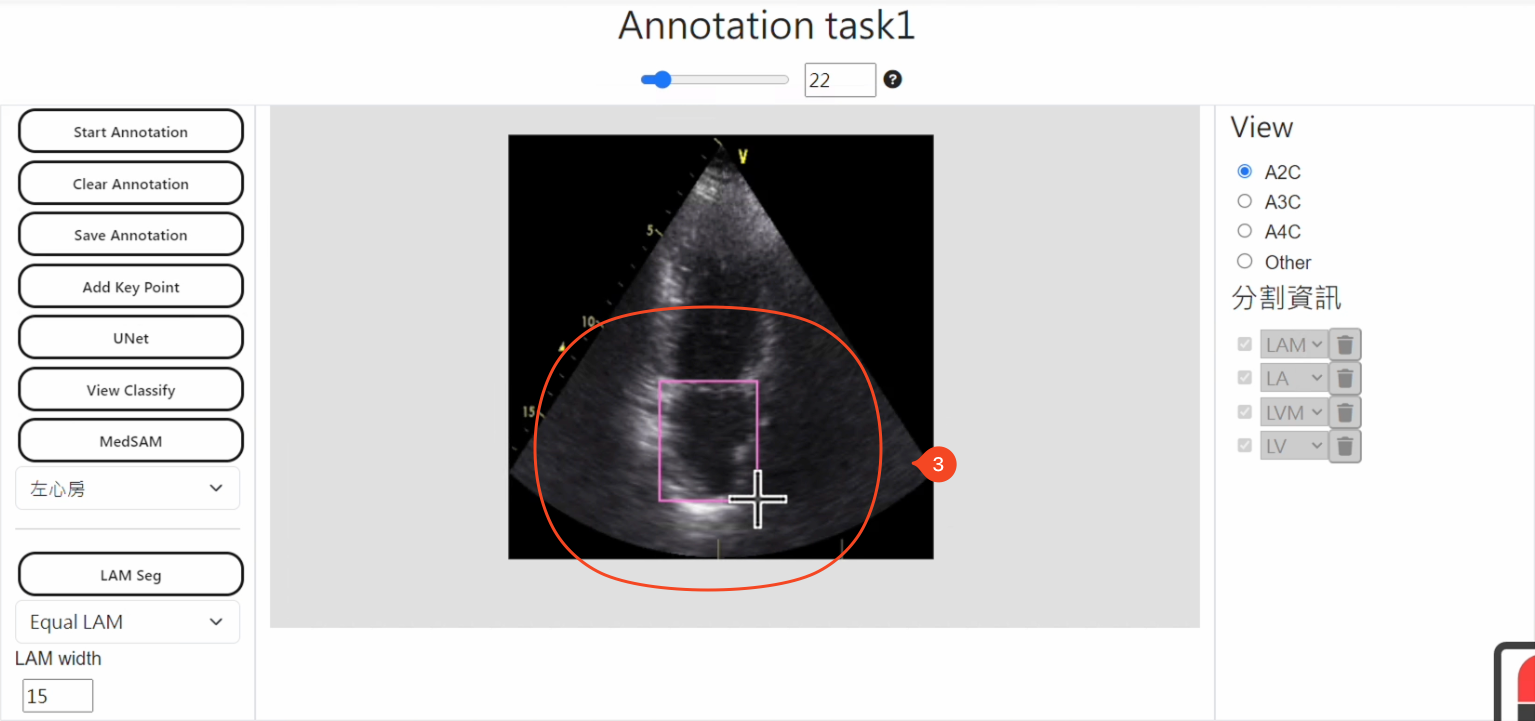 Annotation task1
22
?
Start Annotation
Clear Annotation
Save Annotation
Add Key Point
UNet
View Classify
MedSAM
左心房
LAM Seg
Equal LAM
LAM width
15
V
5
10
15
3
View
A2C
A3C
A4C
Other
分割資訊
LAM
LA
LVM
LV